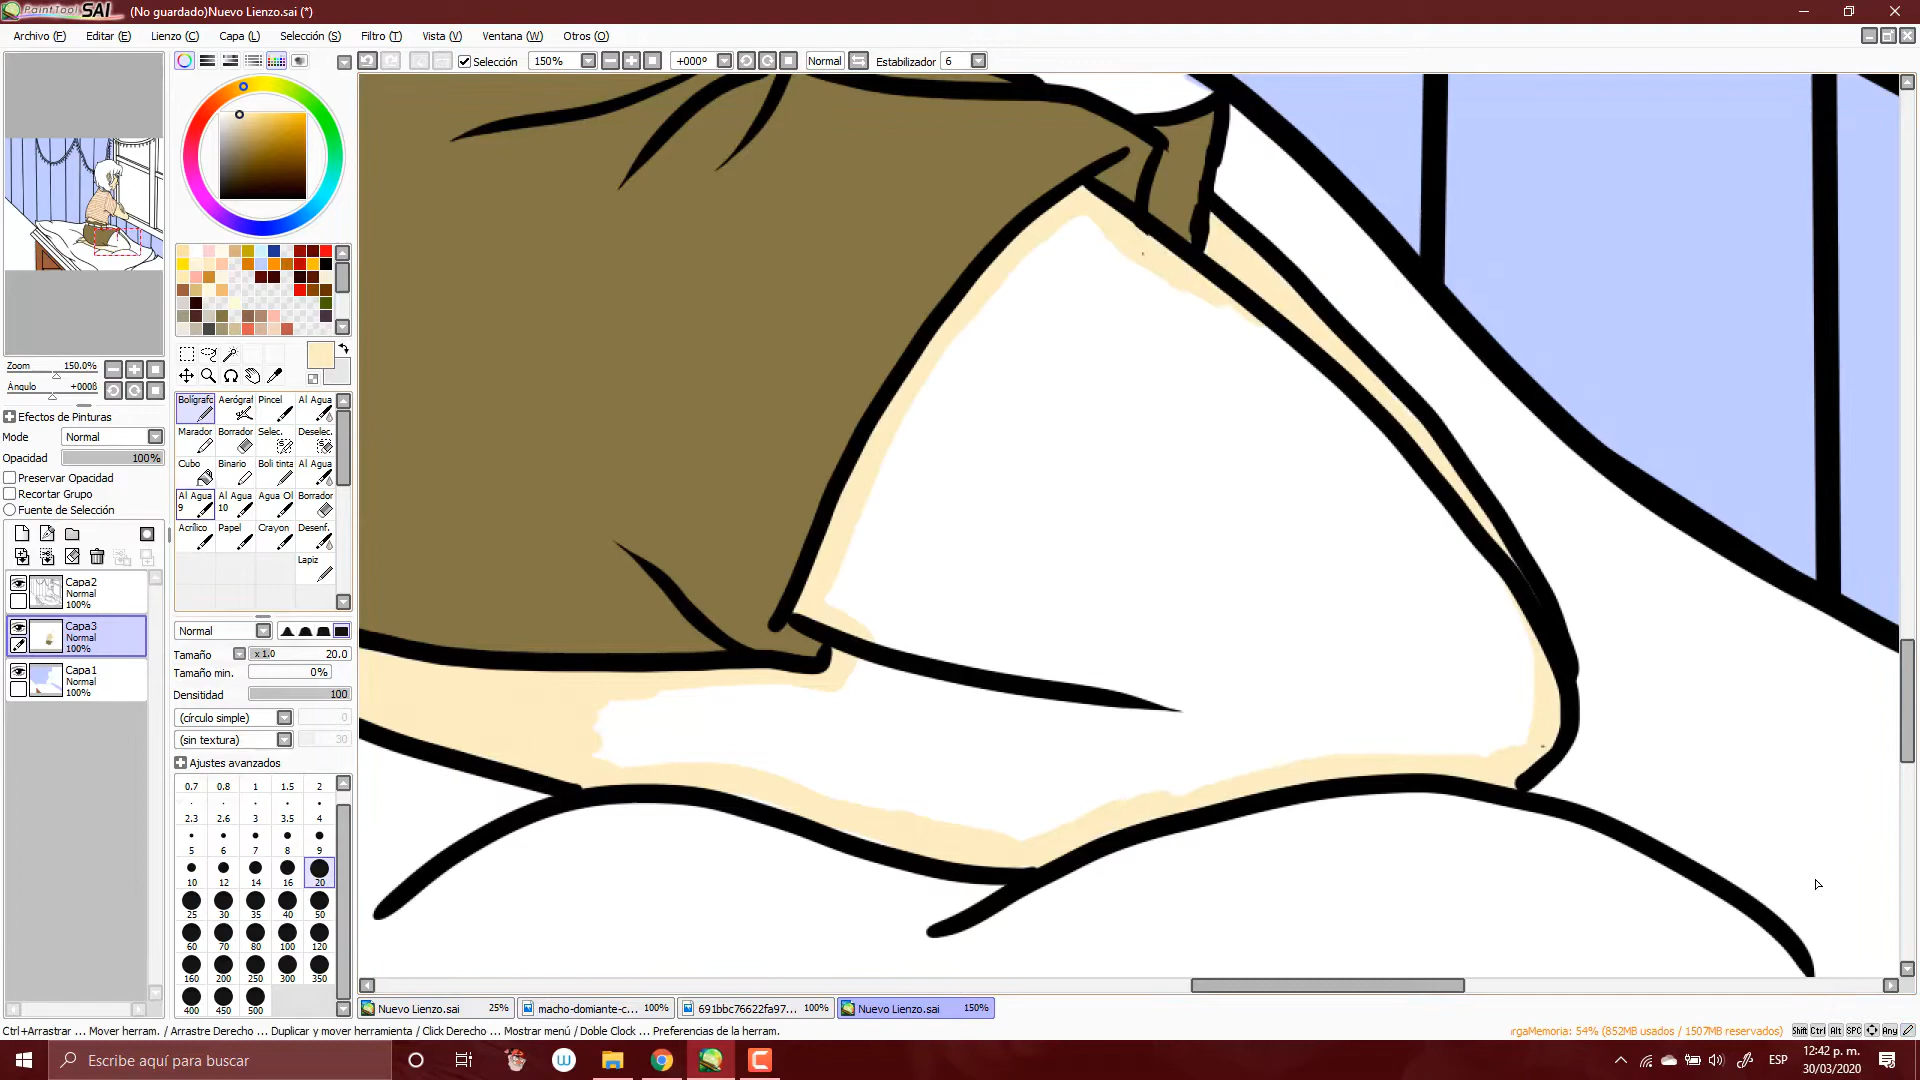 PaintTool SAI (No guardado)Nuevo Lienzo.sai (*)
Archivo (F) Editar (E) Lienzo (C) Capa (L) Selección (S) Filtro (T) Vista (V) Ventana (W) Otros (O)
Selección 150% +000º Normal Estabilizador 6
Zoom 150.0%
Ángulo +000ß
Efectos de Pinturas
Mode Normal
Opacidad 100%
Preservar Opacidad
Recortar Grupo
Fuente de Selección
Capa2
Normal
100%
Capa3
Normal
100%
Capa1
Normal
100%
Bolígrafo Aerógraf Pincel Al Agua
Marador Borrador Selec. Deselec.
Cubo Binario Boli tinta Al Agua
Al Agua 9 Al Agua 10 Agua Ol Borrador
Acrílico Papel Crayon Desenf.
Lapiz
Normal
Tamaño x 1.0 20.0
Tamaño min. 0%
Densitidad 100
(círculo simple) 0
(sin textura) 30
Ajustes avanzados
0.7 0.8 1 1.5 2
2.3 2.6 3 3.5 4
5 6 7 8 9
10 12 14 16 20
25 30 35 40 50
60 70 80 100 120
160 200 250 300 350
400 450 500
Nuevo Lienzo.sai 25% macho-domiante-c... 100% 691bbc76622fa97... 100% Nuevo Lienzo.sai 150%
Ctrl+Arrastrar ... Mover herram. / Arrastre Derecho ... Duplicar y mover herramienta / Click Derecho ... Mostrar menú / Doble Clock ... Preferencias de la herram. ırgaMemoria: 54% (852MB usados / 1507MB reservados) Shift Ctrl Alt SPC Any
Escribe aquí para buscar ESP 12:42 p. m.
30/03/2020